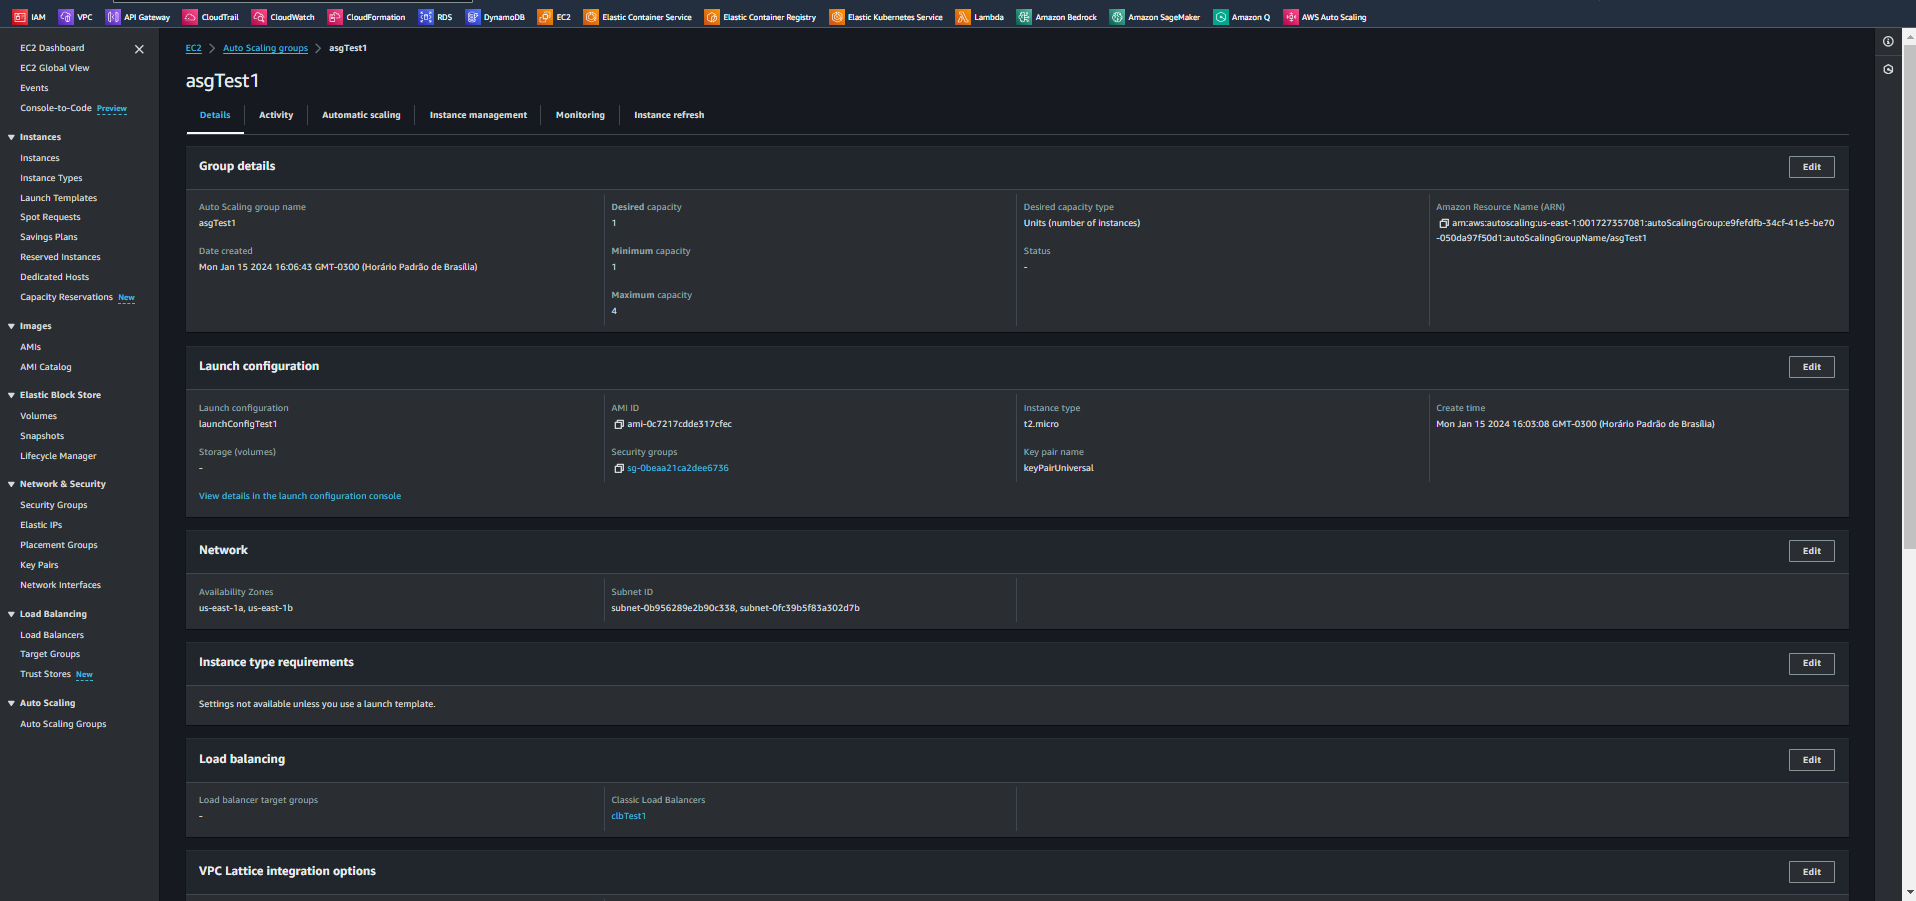 IAM VPC API Gateway CloudTrail CloudWatch CloudFormation RDS DynamoDB EC2 Elastic Container Service Elastic Container Registry Elastic Kubernetes Service Lambda Amazon Bedrock Amazon SageMaker Amazon Q AWS Auto Scaling
EC2 Dashboard
EC2 Global View
Events
Console-to-Code Preview
Instances
Instances
Instance Types
Launch Templates
Spot Requests
Savings Plans
Reserved Instances
Dedicated Hosts
Capacity Reservations New
Images
AMIs
AMI Catalog
Elastic Block Store
Volumes
Snapshots
Lifecycle Manager
Network & Security
Security Groups
Elastic IPs
Placement Groups
Key Pairs
Network Interfaces
Load Balancing
Load Balancers
Target Groups
Trust Stores New
Auto Scaling
Auto Scaling Groups
EC2 > Auto Scaling groups > asgTest1
asgTest1
Details Activity Automatic scaling Instance management Monitoring Instance refresh
Group details Edit
Auto Scaling group name
asgTest1
Date created
Mon Jan 15 2024 16:06:43 GMT-0300 (Horário Padrão de Brasília)
Desired capacity
1
Minimum capacity
1
Maximum capacity
4
Desired capacity type
Units (number of instances)
Status
-
Amazon Resource Name (ARN)
arn:aws:autoscaling:us-east-1:001727357081:autoScalingGroup:e9fefdfb-34cf-41e5-be70
-050da97f50d1:autoScalingGroupName/asgTest1
Launch configuration Edit
Launch configuration
launchConfigTest1
Storage (volumes)
-
View details in the launch configuration console
AMI ID
ami-0c7217cdde317cfec
Security groups
sg-0beaa21ca2dee6736
Instance type
t2.micro
Key pair name
keyPairUniversal
Create time
Mon Jan 15 2024 16:03:08 GMT-0300 (Horário Padrão de Brasília)
Network Edit
Availability Zones
us-east-1a, us-east-1b
Subnet ID
subnet-0b956289e2b90c338, subnet-0fc39b5f83a302d7b
Instance type requirements Edit
Settings not available unless you use a launch template.
Load balancing Edit
Load balancer target groups
-
Classic Load Balancers
clbTest1
VPC Lattice integration options Edit